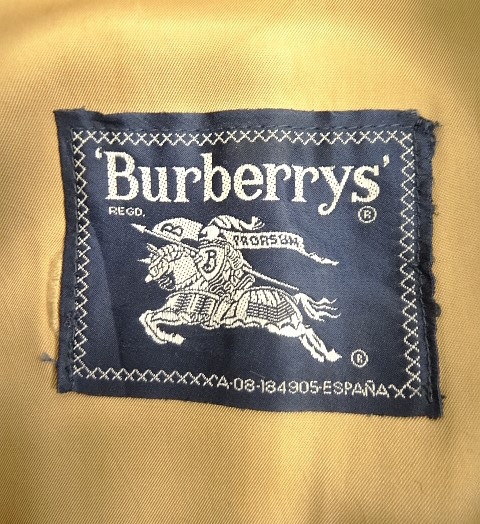 'Burberrys'
REGD.
®
B
PRORSUM
B
®
A-08-184905-ESPAÑA